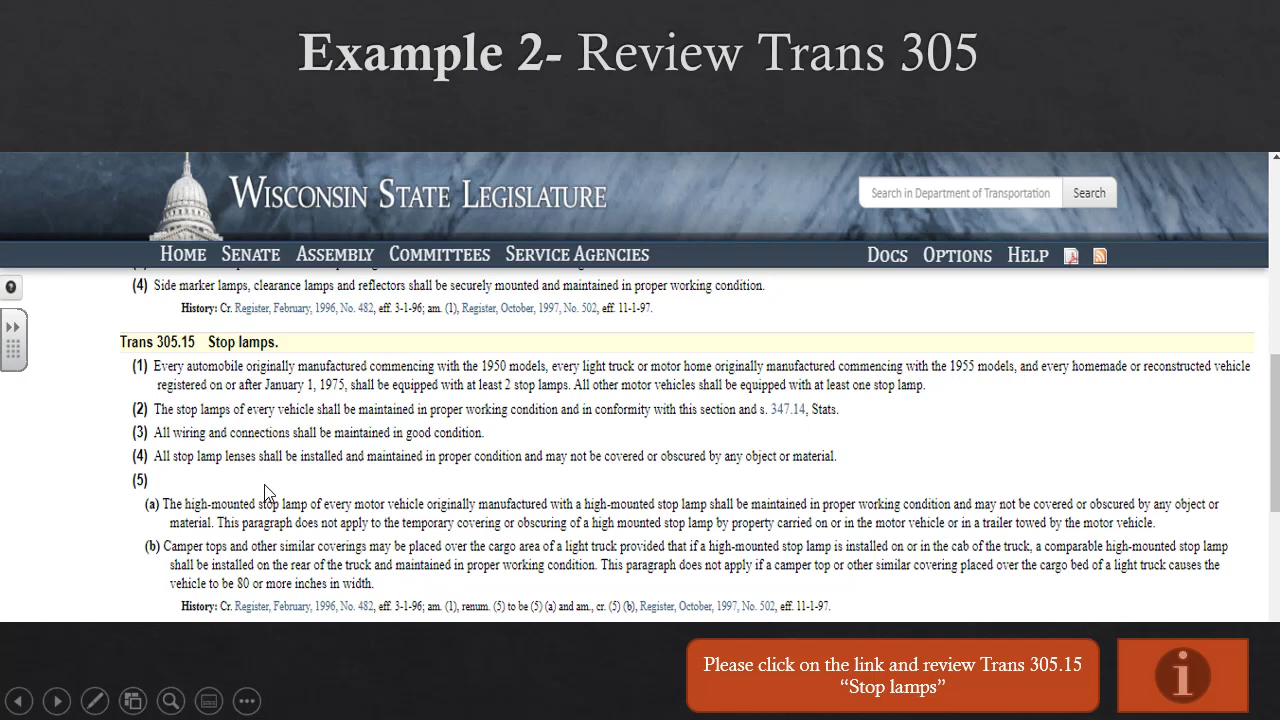 Example 2- Review Trans 305
WISCONSIN STATE LEGISLATURE
Search in Department of Transportation
Search
HOME SENATE ASSEMBLY COMMITTEES SERVICE AGENCIES
DOCS OPTIONS HELP
(4) Side marker lamps, clearance lamps and reflectors shall be securely mounted and maintained in proper working condition.
History: Cr. Register, February, 1996, No. 482, eff. 3-1-96; am. (1), Register, October, 1997, No. 502, eff. 11-1-97.
Trans 305.15 Stop lamps.
(1) Every automobile originally manufactured commencing with the 1950 models, every light truck or motor home originally manufactured commencing with the 1955 models, and every homemade or reconstructed vehicle
registered on or after January 1, 1975, shall be equipped with at least 2 stop lamps. All other motor vehicles shall be equipped with at least one stop lamp.
(2) The stop lamps of every vehicle shall be maintained in proper working condition and in conformity with this section and s. 347.14, Stats.
(3) All wiring and connections shall be maintained in good condition.
(4) All stop lamp lenses shall be installed and maintained in proper condition and may not be covered or obscured by any object or material.
(5)
(a) The high-mounted stop lamp of every motor vehicle originally manufactured with a high-mounted stop lamp shall be maintained in proper working condition and may not be covered or obscured by any object or
material. This paragraph does not apply to the temporary covering or obscuring of a high mounted stop lamp by property carried on or in the motor vehicle or in a trailer towed by the motor vehicle.
(b) Camper tops and other similar coverings may be placed over the cargo area of a light truck provided that if a high-mounted stop lamp is installed on or in the cab of the truck, a comparable high-mounted stop lamp
shall be installed on the rear of the truck and maintained in proper working condition. This paragraph does not apply if a camper top or other similar covering placed over the cargo bed of a light truck causes the
vehicle to be 80 or more inches in width.
History: Cr. Register, February, 1996, No. 482, eff. 3-1-96; am. (1), renum. (5) to be (5) (a) and am., cr. (5) (b), Register, October, 1997, No. 502, eff. 11-1-97.
Please click on the link and review Trans 305.15
“Stop lamps”